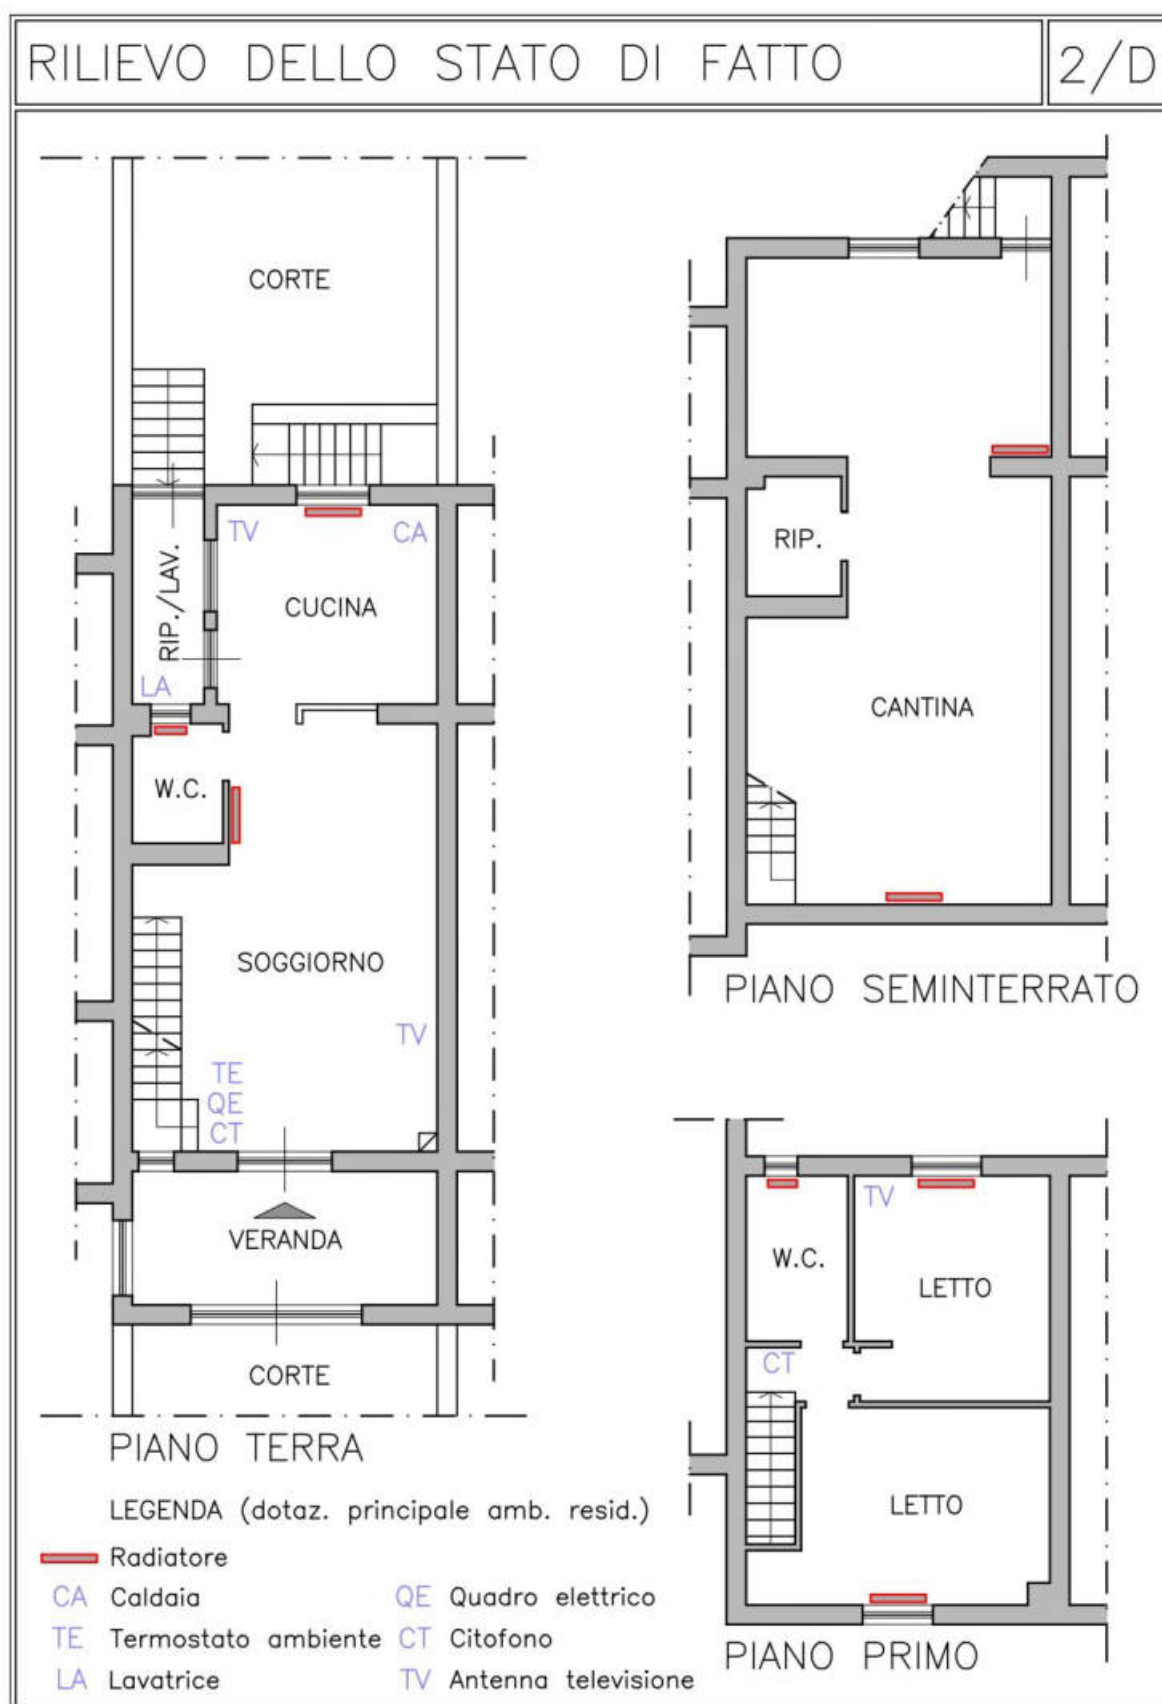 RILIEVO DELLO STATO DI FATTO
2/D
CORTE
TV
CA
RIP./LAV.
CUCINA
LA
W.C.
SOGGIORNO
TV
TE
QE
CT
VERANDA
CORTE
PIANO TERRA
RIP.
CANTINA
PIANO SEMINTERRATO
TV
W.C.
LETTO
CT
LETTO
PIANO PRIMO
LEGENDA (dotaz. principale amb. resid.)
Radiatore
CA Caldaia
QE Quadro elettrico
TE Termostato ambiente
CT Citofono
LA Lavatrice
TV Antenna televisione